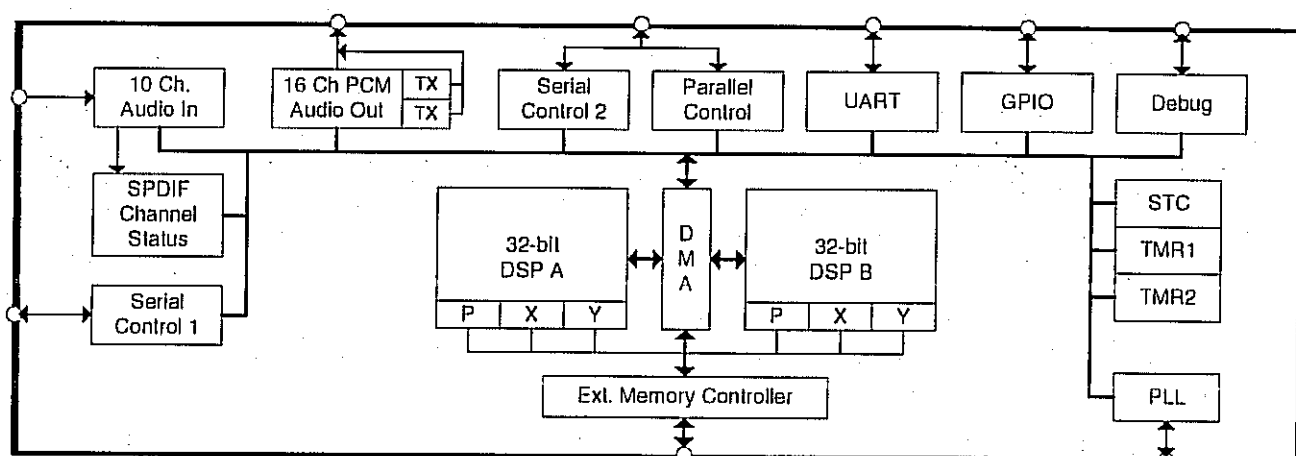 10 Ch.
Audio In
16 Ch PCM
Audio Out
TX
TX
Serial
Control 2
Parallel
Control
UART
GPIO
Debug
SPDIF
Channel
Status
Serial
Control 1
32-bit
DSP A
P X Y
D
M
A
32-bit
DSP B
P X Y
STC
TMR1
TMR2
Ext. Memory Controller
PLL